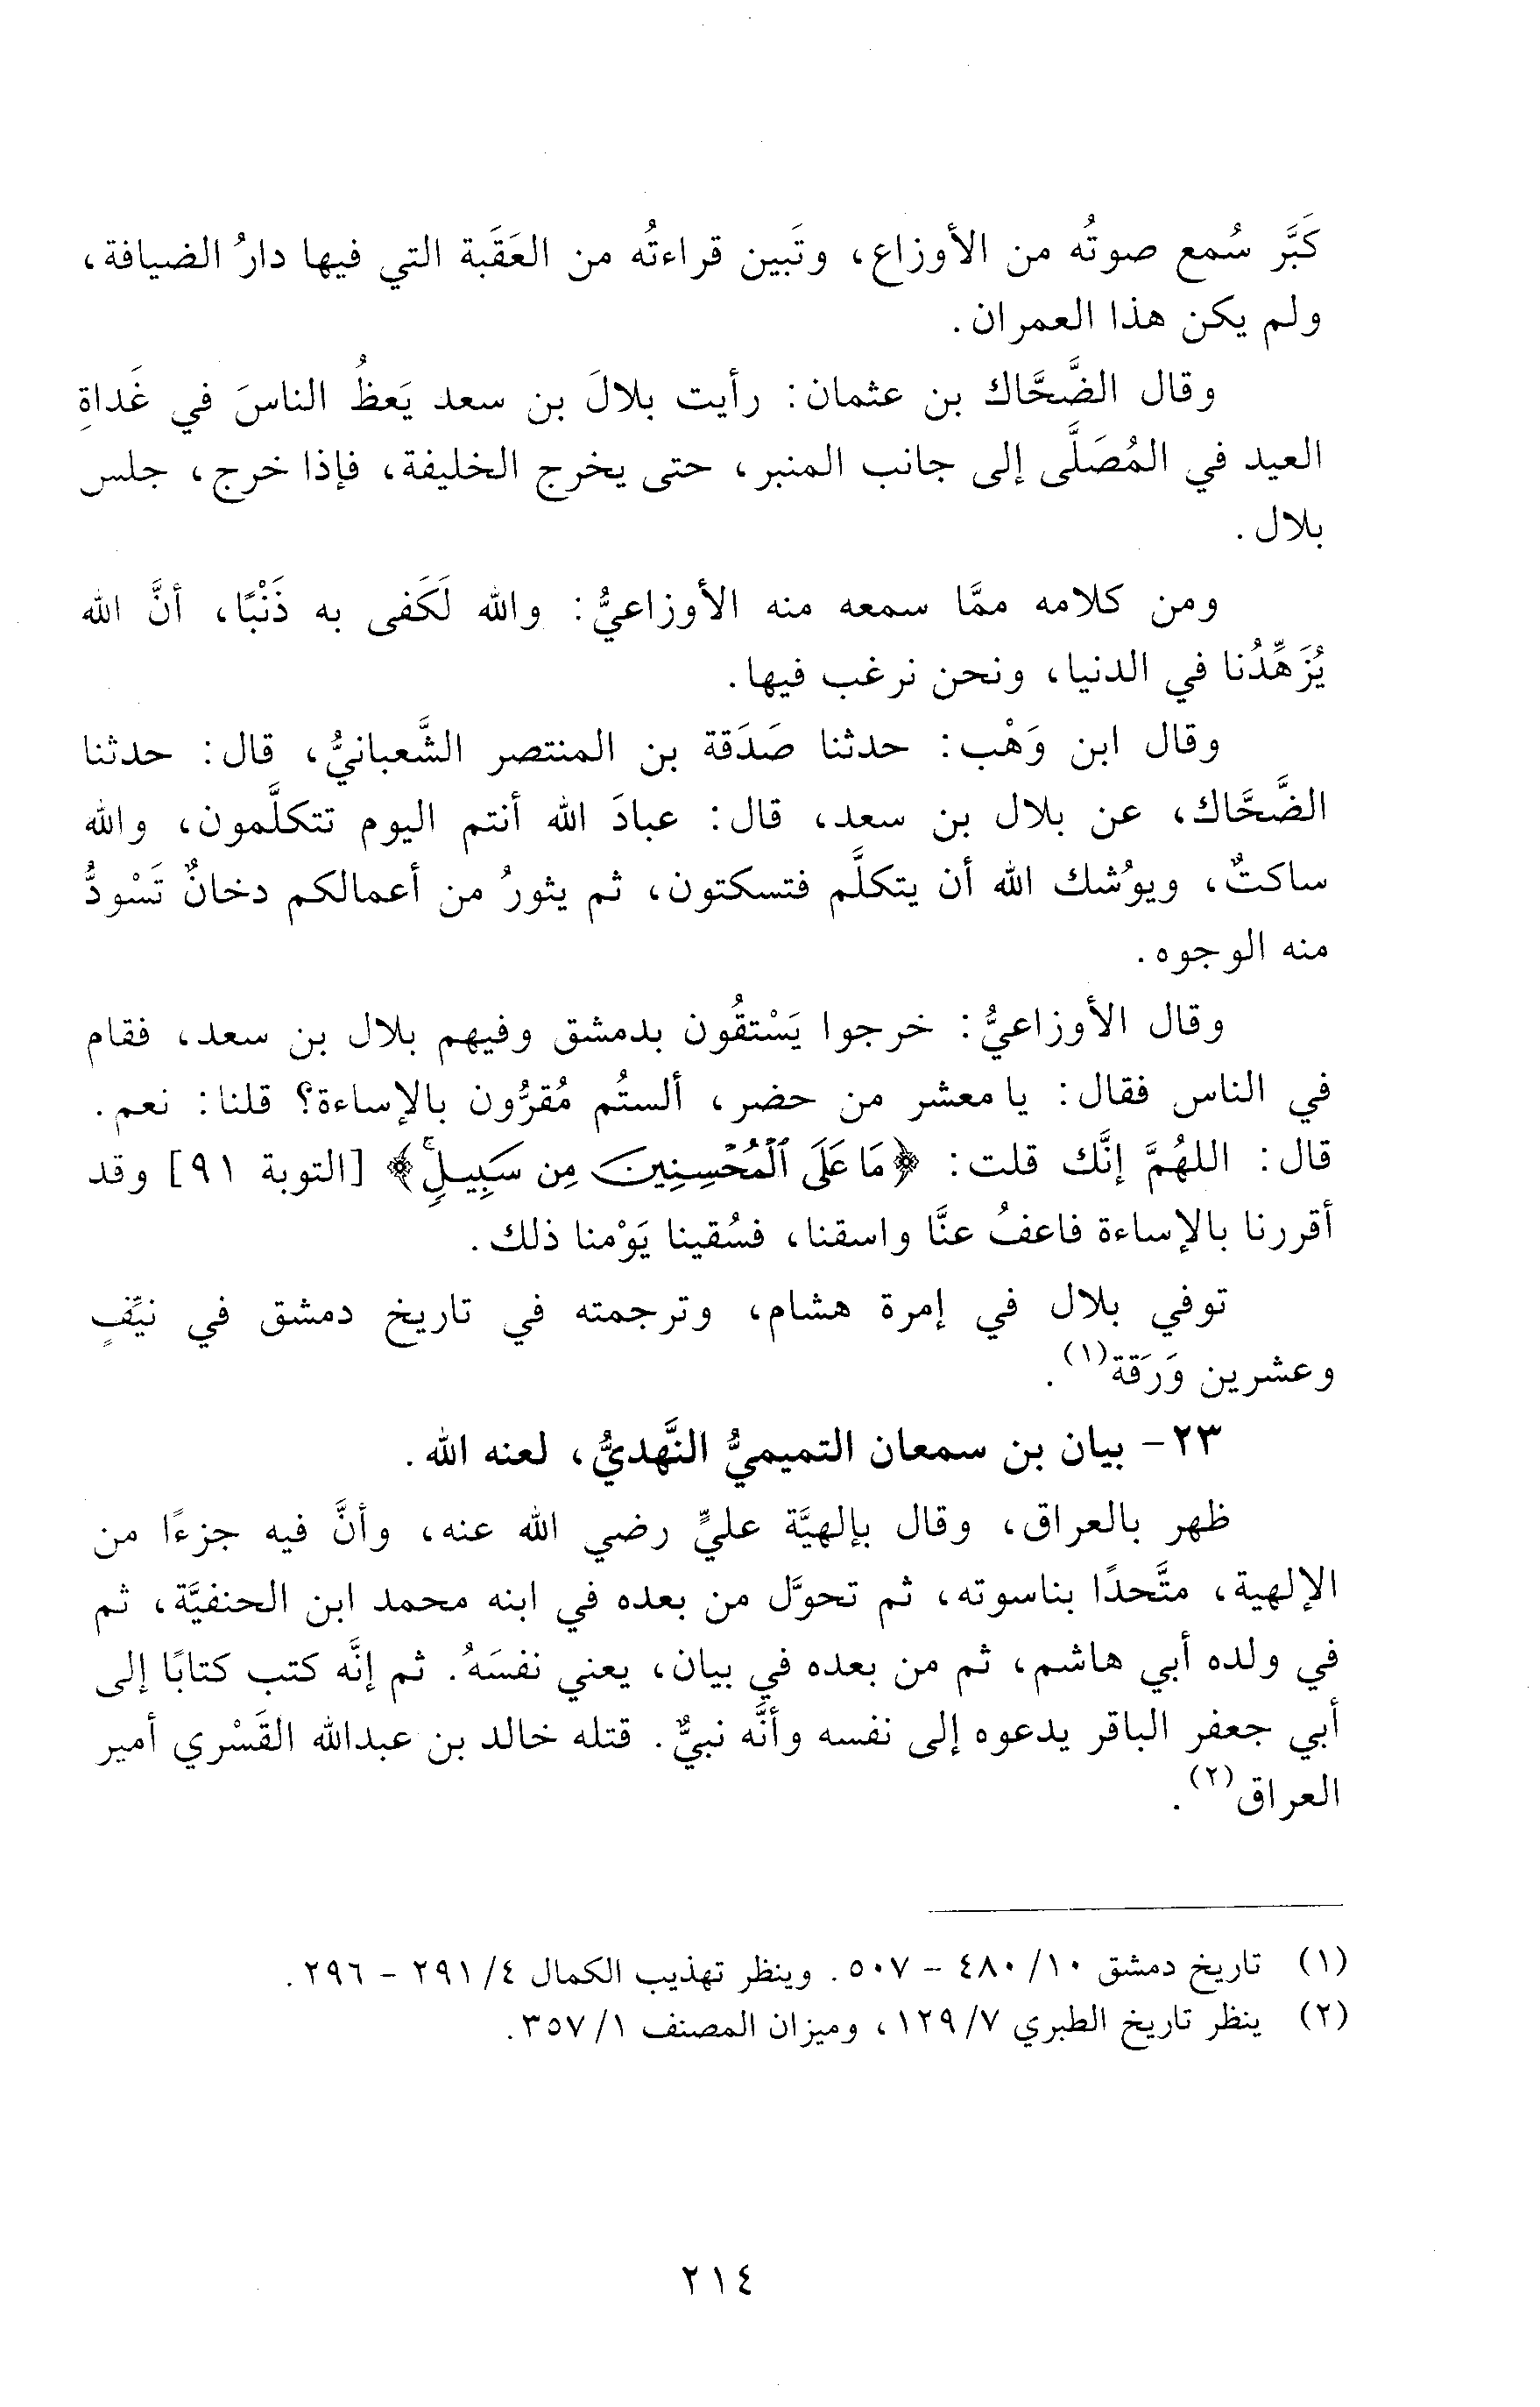 كَبَّر سُمع صوتُه من الأوزاع، وتَبين قراءتُه من العَقَبة التي فيها دارُ الضيافة،
ولم يكن هذا العمران.
وقال الضَّحَّاك بن عثمان: رأيت بلالَ بن سعد يَعظُ الناسَ في غَداةِ
العيد في المُصَلَّى إلى جانب المنبر، حتى يخرج الخليفة، فإذا خرج، جلس
بلال.
ومن كلامه ممَّا سمعه منه الأوزاعيُّ: والله لَكَفى به ذَنْبًا، أنَّ الله
يُزَهِّدُنا في الدنيا، ونحن نرغب فيها.
وقال ابن وَهْب: حدثنا صَدَقة بن المنتصر الشَّعبانيُّ، قال: حدثنا
الضَّحَّاك، عن بلال بن سعد، قال: عبادَ الله أنتم اليوم تتكلَّمون، والله
ساكتٌ، ويوُشك الله أن يتكلَّم فتسكتون، ثم يثورُ من أعمالكم دخانٌ تَسْودُّ
منه الوجوه.
وقال الأوزاعيُّ: خرجوا يَسْتقُون بدمشق وفيهم بلال بن سعد، فقام
في الناس فقال: يا معشر من حضر، ألستُم مُقرُّون بالإساءة؟ قلنا: نعم.
قال: اللهُمَّ إنَّك قلت: ﴿مَا عَلَى ٱلْمُحْسِنِينَ مِن سَبِيلٍۚ﴾ [التوبة ٩١] وقد
أقررنا بالإساءة فاعفُ عنَّا واسقنا، فسُقينا يَوْمنا ذلك.
توفي بلال في إمرة هشام، وترجمته في تاريخ دمشق في نيِّفٍ
وعشرين وَرَقة(١).
٢٣- بيان بن سمعان التميميُّ النَّهديُّ، لعنه الله.
ظهر بالعراق، وقال بإلهيَّة عليٍّ رضي الله عنه، وأنَّ فيه جزءًا من
الإلهية، متَّحدًا بناسوته، ثم تحوَّل من بعده في ابنه محمد ابن الحنفيَّة، ثم
في ولده أبي هاشم، ثم من بعده في بيان، يعني نفسَهُ. ثم إنَّه كتب كتابًا إلى
أبي جعفر الباقر يدعوه إلى نفسه وأنَّه نبيٌّ. قتله خالد بن عبدالله القَسْري أمير
العراق(٢).
(١) تاريخ دمشق ١٠/ ٤٨٠ - ٥٠٧. وينظر تهذيب الكمال ٤/ ٢٩١ - ٢٩٦.
(٢) ينظر تاريخ الطبري ٧/ ١٢٩، وميزان المصنف ١/ ٣٥٧.
٢١٤